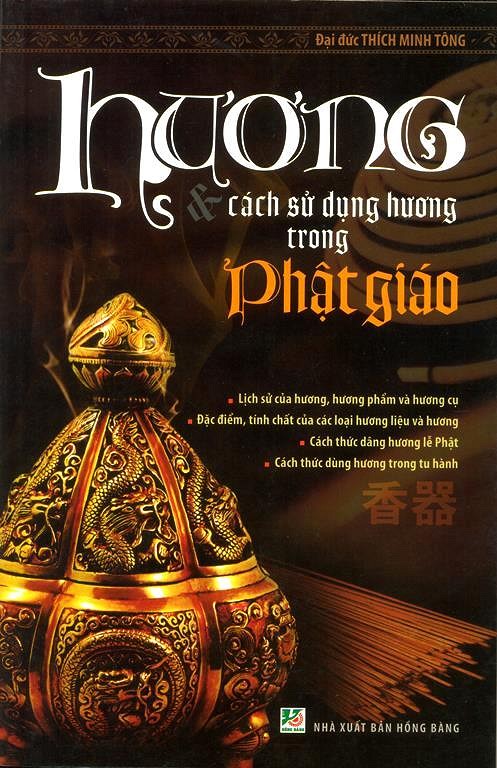 Đại đức THÍCH MINH TÔNG
HƯƠNG
& cách sử dụng hương
trong
Phật giáo
▪ Lịch sử của hương, hương phẩm và hương cụ
▪ Đặc điểm, tính chất của các loại hương liệu và hương
▪ Cách thức dâng hương lễ Phật
▪ Cách thức dùng hương trong tu hành
香器
HỒNG BÀNG
NHÀ XUẤT BẢN HỒNG BÀNG